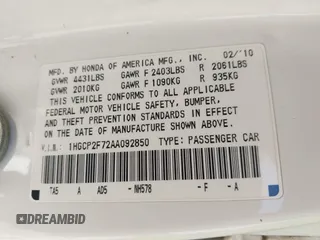 MFD. BY HONDA OF AMERICA MFG., INC. 02/10
GVWR 4431LBS GAWR F 2403LBS R 2061LBS
GVWR 2010KG GAWR F 1090KG R 935KG
THIS VEHICLE CONFORMS TO ALL APPLICABLE
FEDERAL MOTOR VEHICLE SAFETY, BUMPER,
AND THEFT PREVENTION STANDARDS IN EFFECT
ON THE DATE OF MANUFACTURE SHOWN ABOVE.
V.I.N.: 1HGCP2F72AA092850 TYPE: PASSENGER CAR
TA5 A AD5 - NH578 - F - A
DREAMBID